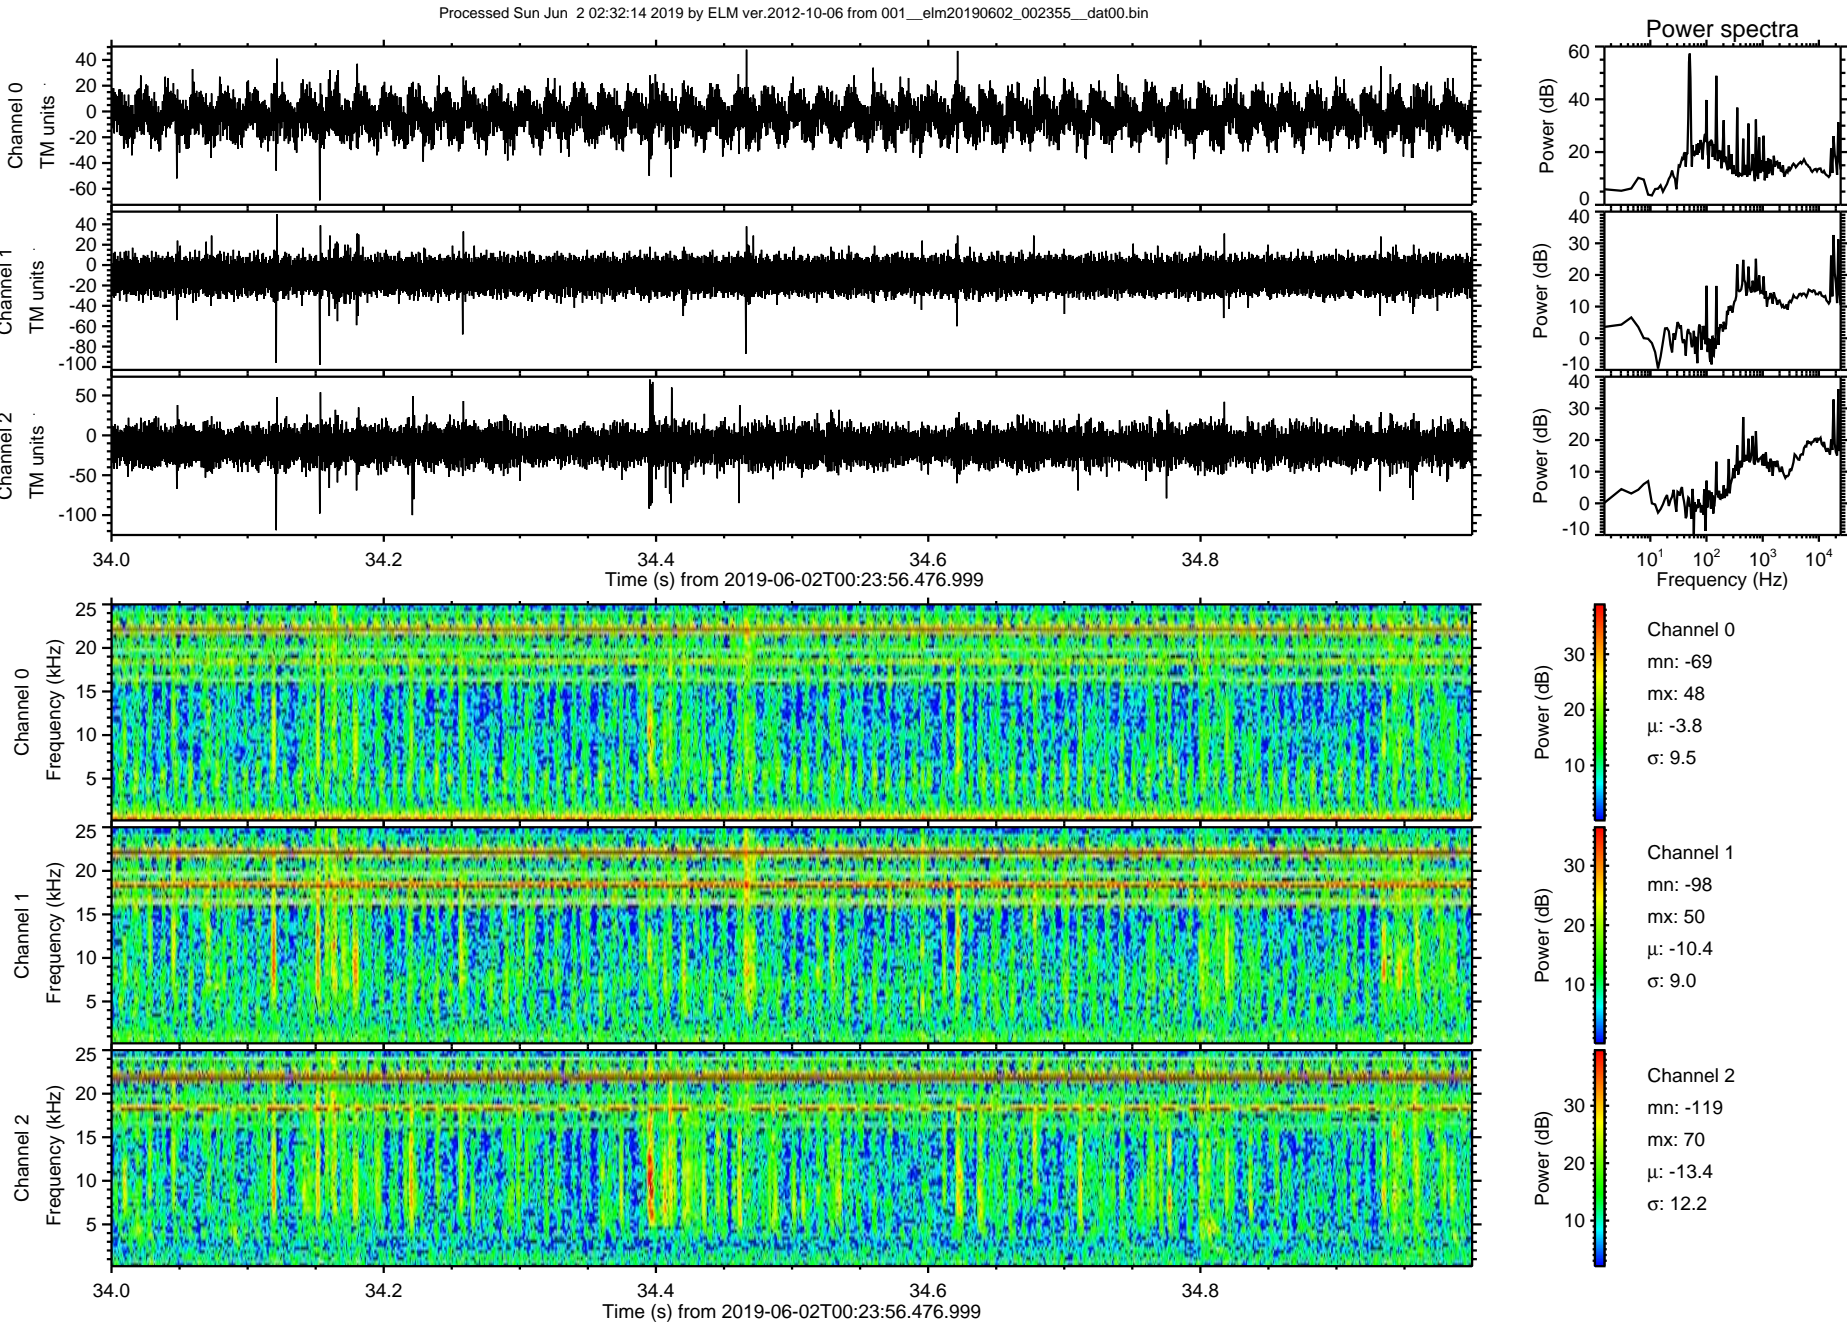 Processed Sun Jun  2 02:32:14 2019 by ELM ver.2012-10-06 from 001__elm20190602_002355__dat00.bin
Power spectra
Channel 0
TM units
40
20
0
-20
-40
-60
Power (dB)
60
40
20
0
Channel 1
TM units
40
20
0
-20
-40
-60
-80
-100
Power (dB)
40
30
20
10
0
-10
Channel 2
TM units
50
0
-50
-100
Power (dB)
40
30
20
10
0
-10
34.0 34.2 34.4 34.6 34.8
Time (s) from 2019-06-02T00:23:56.476.999
10¹ 10² 10³ 10⁴
Frequency (Hz)
Channel 0
Frequency (kHz)
25
20
15
10
5
Power (dB)
30
20
10
Channel 0
mn: -69
mx: 48
μ: -3.8
σ: 9.5
Channel 1
Frequency (kHz)
25
20
15
10
5
Power (dB)
30
20
10
Channel 1
mn: -98
mx: 50
μ: -10.4
σ: 9.0
Channel 2
Frequency (kHz)
25
20
15
10
5
Power (dB)
30
20
10
Channel 2
mn: -119
mx: 70
μ: -13.4
σ: 12.2
34.0 34.2 34.4 34.6 34.8
Time (s) from 2019-06-02T00:23:56.476.999